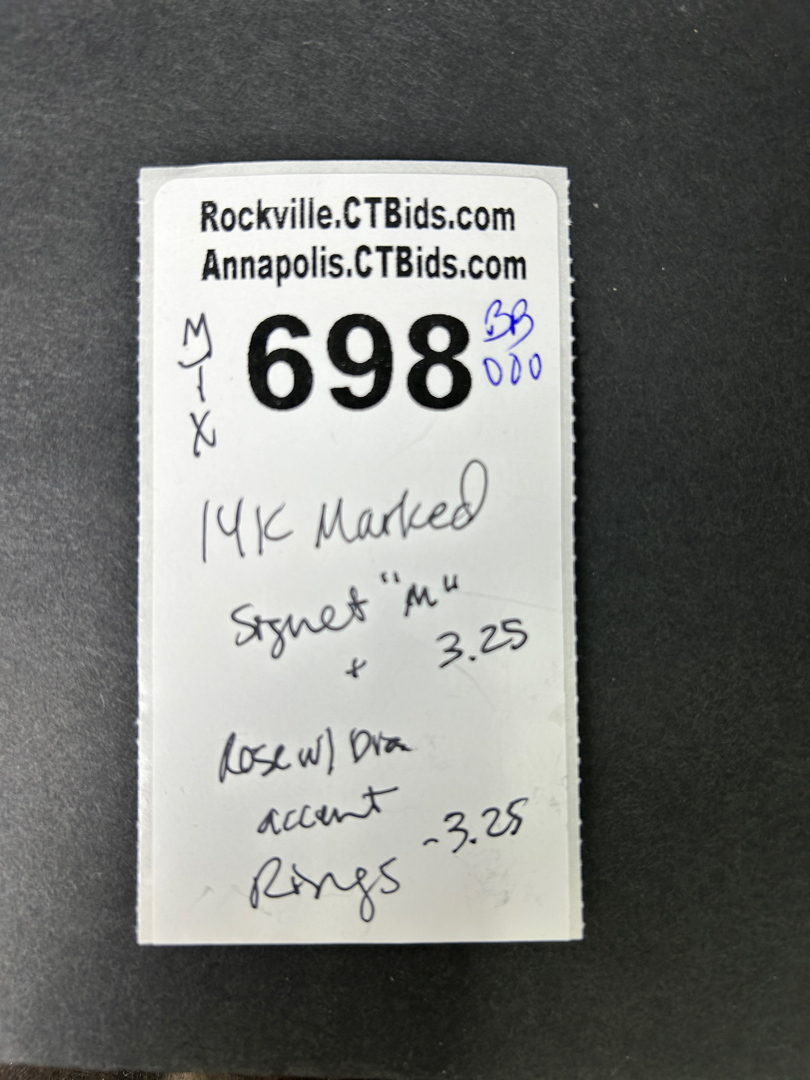 Rockville.CTBids.com
Annapolis.CTBids.com
MIX
698
BB
000
14K Marked
Signet "M"
+ 3.25
Rose w/ Dia
accent
Rings -3.25